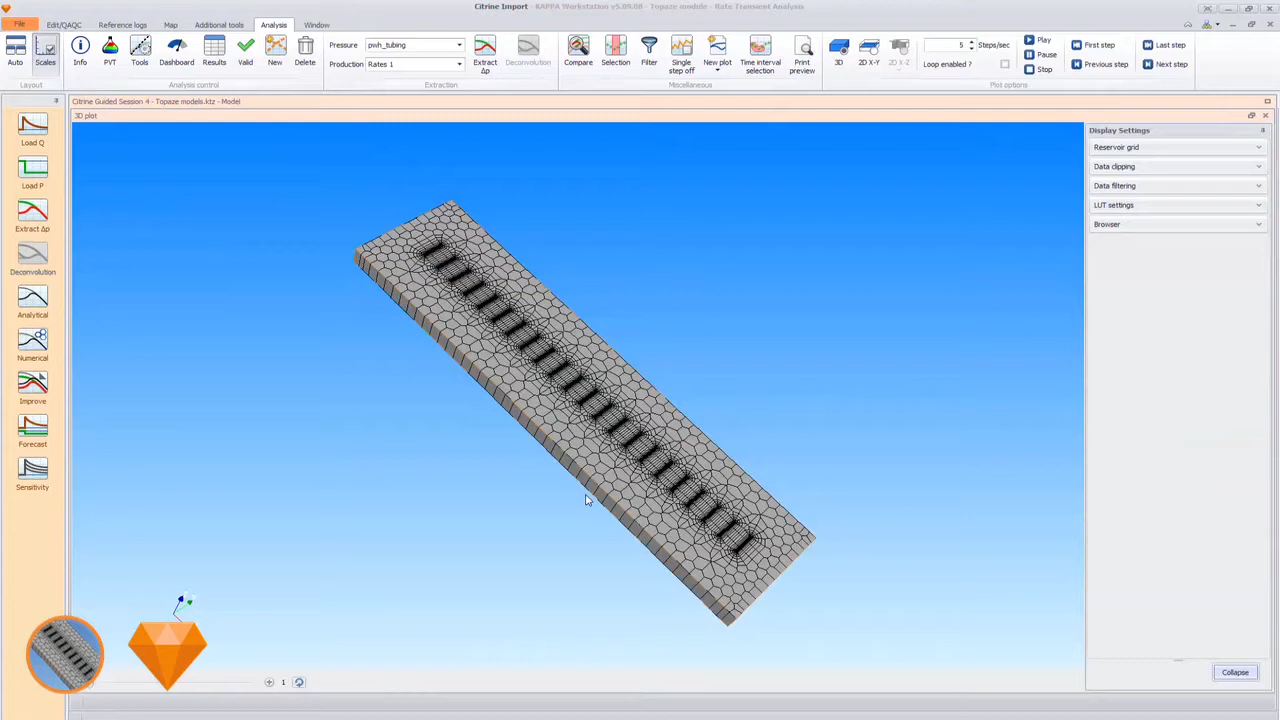 Citrine Import - KAPPA Workstation v5.09.08 - Topaze module - Rate Transient Analysis
File Edit/QAQC Reference logs Map Additional tools Analysis Window
Auto Scales Info PVT Tools Dashboard Results Valid New Delete
Pressure pwh_tubing
Production Rates 1
Extract Δp Deconvolution Compare Selection Filter Single step off New plot Time interval selection Print preview 3D 2D X-Y 2D X-Z
5 Steps/sec
Loop enabled ?
Play
Pause
Stop
First step
Previous step
Last step
Next step
Layout Analysis control Extraction Miscellaneous Plot options
Citrine Guided Session 4 - Topaze models.ktz - Model
3D plot
Load Q
Load P
Extract Δp
Deconvolution
Analytical
Numerical
Improve
Forecast
Sensitivity
Display Settings
Reservoir grid
Data clipping
Data filtering
LUT settings
Browser
1
Collapse